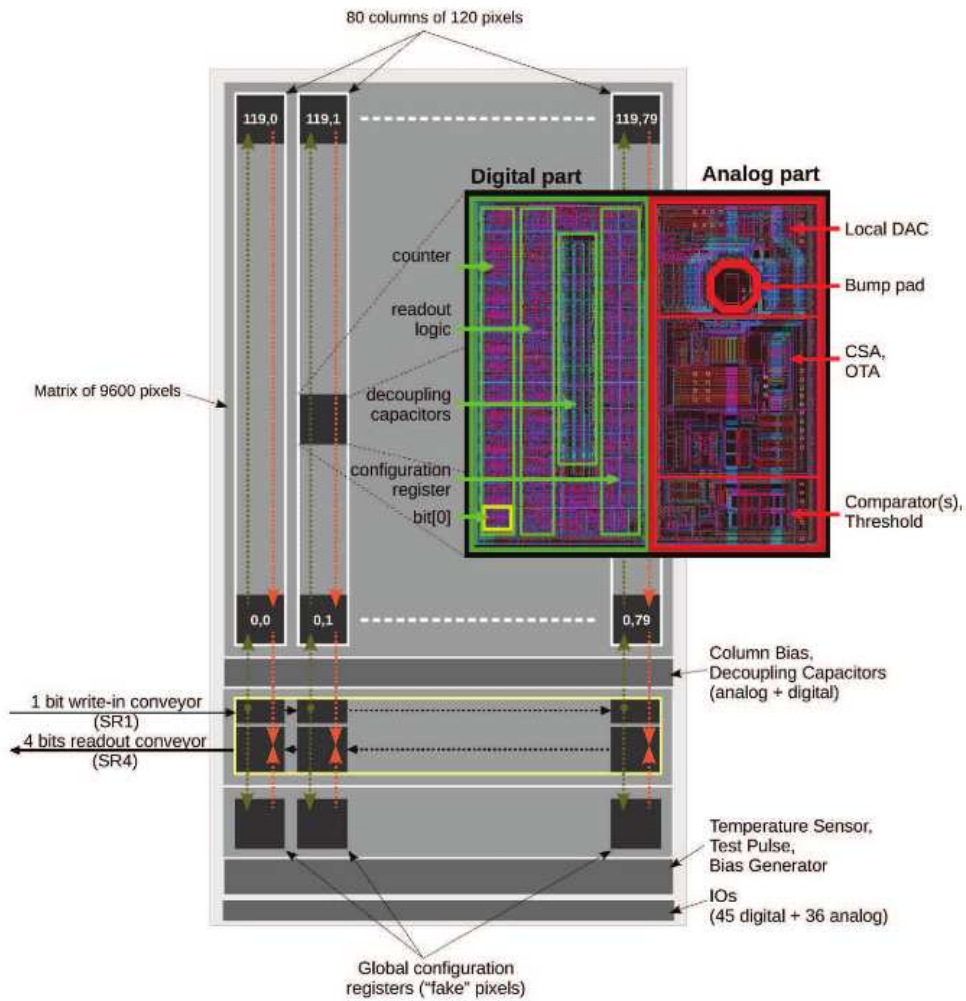 80 columns of 120 pixels
119,0
119,1
119,79
Digital part
Analog part
counter
readout
logic
decoupling
capacitors
configuration
register
bit[0]
Local DAC
Bump pad
CSA,
OTA
Comparator(s),
Threshold
Matrix of 9600 pixels
0,0
0,1
0,79
Column Bias,
Decoupling Capacitors
(analog + digital)
1 bit write-in conveyor
(SR1)
4 bits readout conveyor
(SR4)
Temperature Sensor,
Test Pulse,
Bias Generator
IOs
(45 digital + 36 analog)
Global configuration
registers ("fake" pixels)